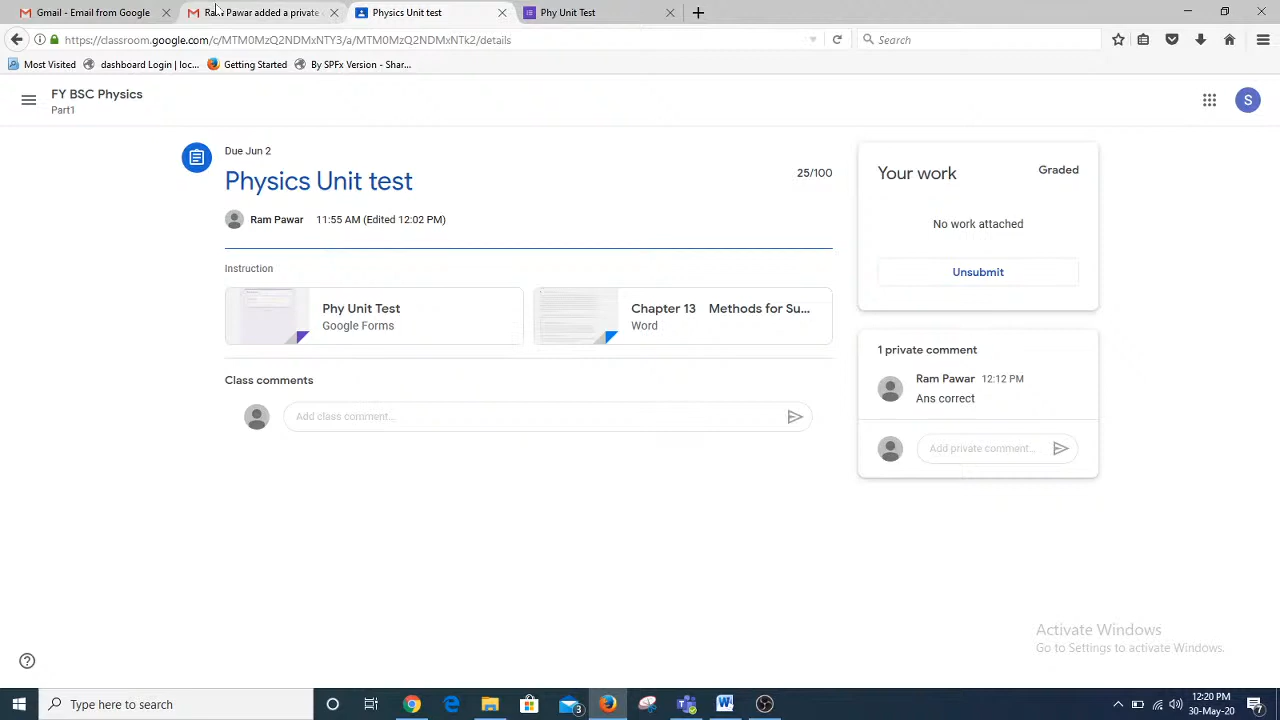 Gmail - Email from Google
Ram Pawar added a private
Physics Unit test
Phy Unit Test
https://classroom.google.com/c/MTM0MzQ2NDMxNTY3/a/MTM0MzQ2NDMxNTk2/details
Search
Most Visited
dashboard Login | loc...
Getting Started
By SPFx Version - Shar...
FY BSC Physics
Part1
S
Due Jun 2
Physics Unit test
25/100
Ram Pawar 11:55 AM (Edited 12:02 PM)
Instruction
Phy Unit Test
Google Forms
Chapter 13 Methods for Su...
Word
Class comments
Add class comment...
Your work
Graded
No work attached
Unsubmit
1 private comment
Ram Pawar 12:12 PM
Ans correct
Add private comment...
Activate Windows
Go to Settings to activate Windows.
Type here to search
3
12:20 PM
30-May-20
7